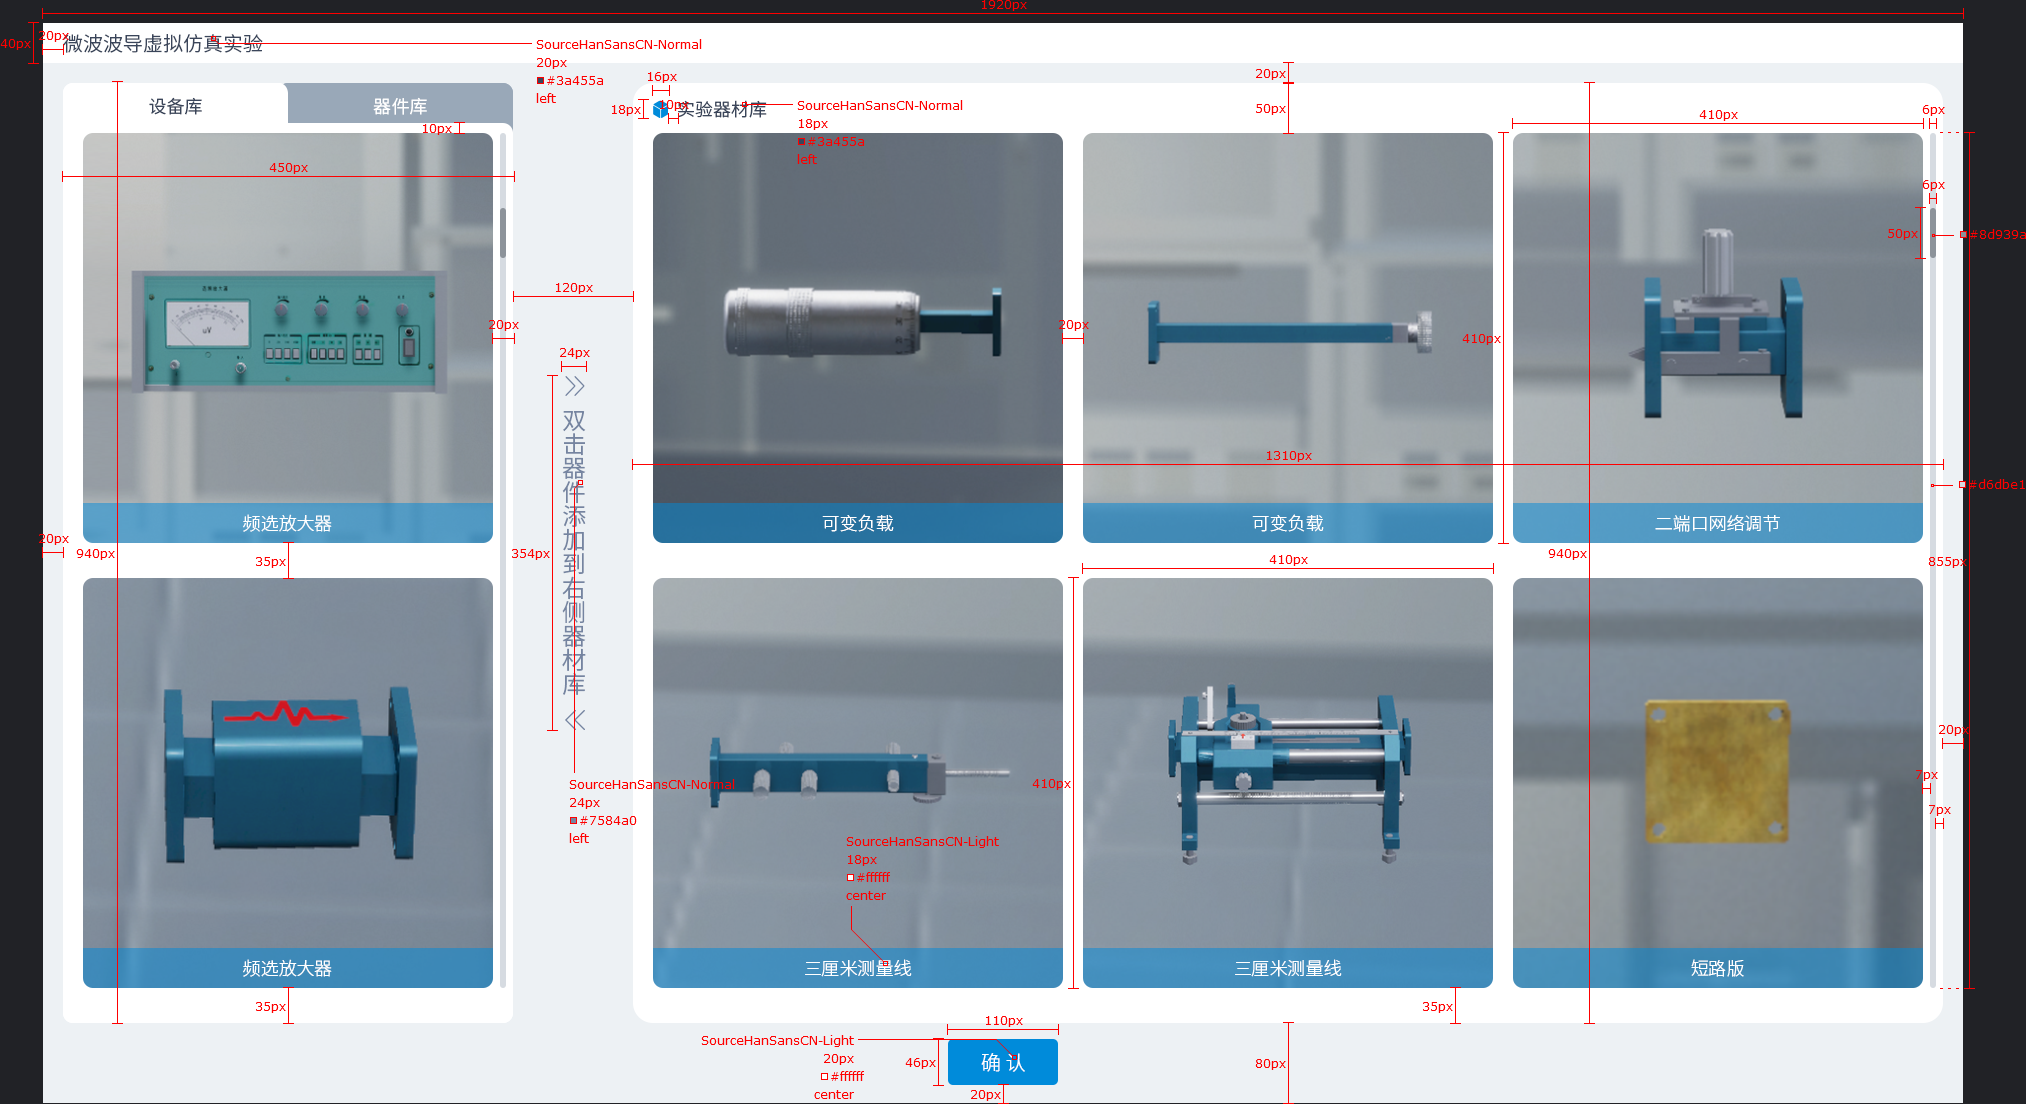 1920px
40px
20px
微波波导虚拟仿真实验
SourceHanSansCN-Normal
20px
#3a455a
left
设备库
器件库
10px
450px
16px
18px
10px
实验器材库
SourceHanSansCN-Normal
18px
#3a455a
left
20px
50px
410px
6px
6px
50px
#8d939a
120px
20px
24px
20px
410px
双击器件添加到右侧器材库
354px
1310px
#d6dbe1
频选放大器
可变负载
可变负载
二端口网络调节
20px
940px
35px
410px
940px
855px
SourceHanSansCN-Normal
24px
#7584a0
left
410px
20px
7px
7px
SourceHanSansCN-Light
18px
#ffffff
center
频选放大器
三厘米测量线
三厘米测量线
短路版
35px
35px
110px
SourceHanSansCN-Light
20px
#ffffff
center
46px
确 认
20px
80px